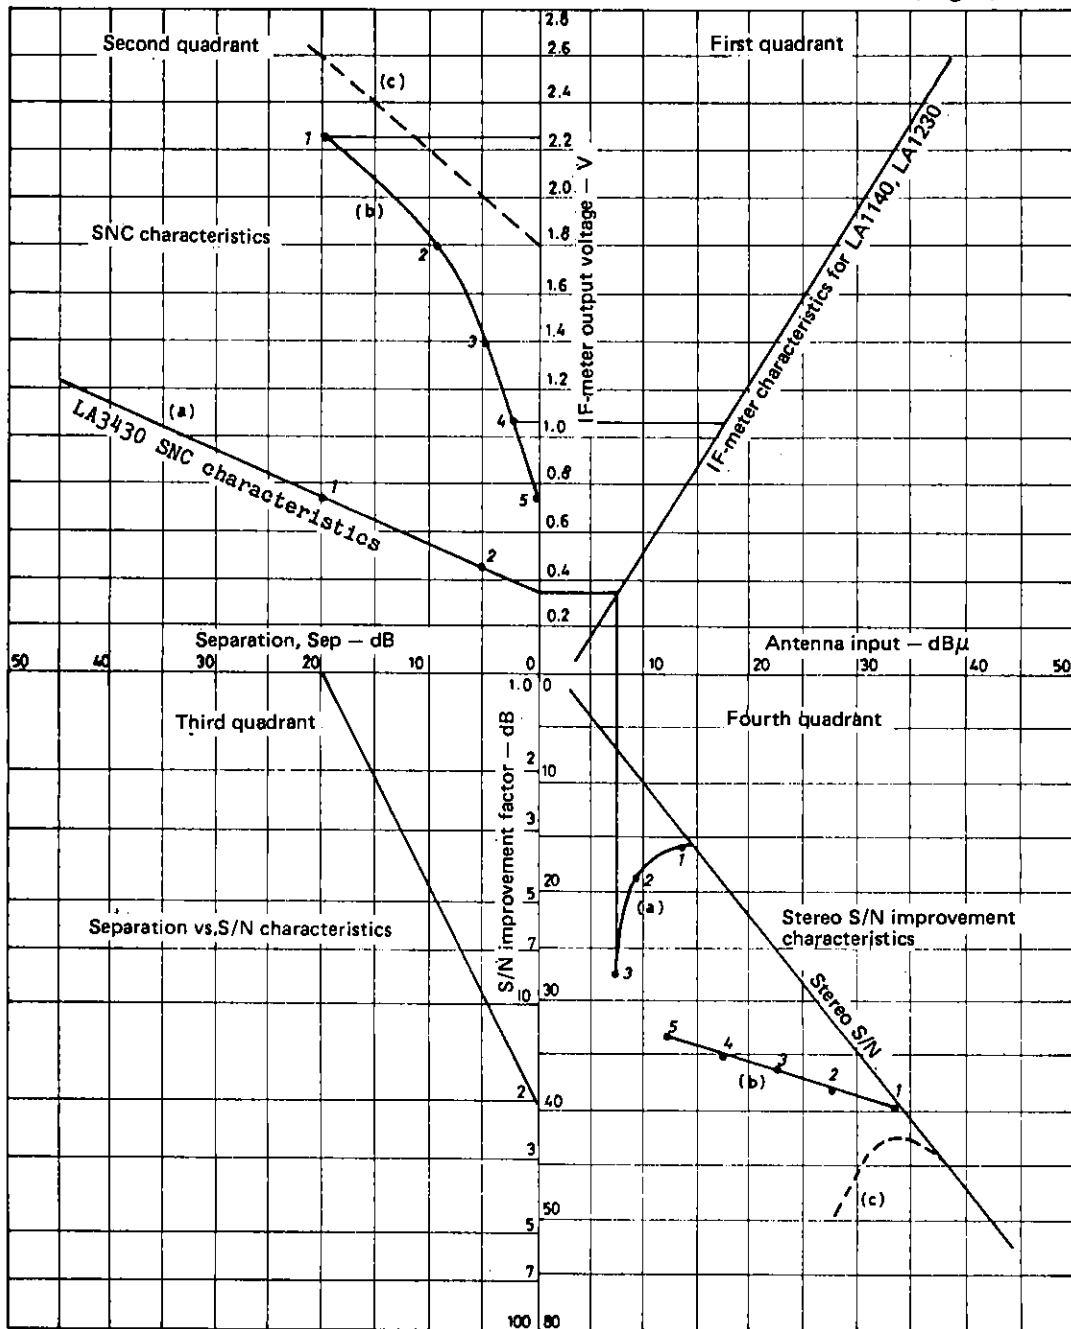 Second quadrant
First quadrant
2.8
2.6
2.4
2.2
2.0
1.8
1.6
1.4
1.2
1.0
0.8
0.6
0.4
0.2
(c)
1
(b)
SNC characteristics
2
3
4
5
IF-meter output voltage – V
IF-meter characteristics for LA1140, LA1230
(a)
LA3430 SNC characteristics
1
2
Separation, Sep – dB
Antenna input – dBμ
50 40 30 20 10 0 10 20 30 40 50
1.0 0
Third quadrant
Fourth quadrant
S/N improvement factor – dB
2 10
3
5 20
7
10 30
2 40
3
5 50
7
100 80
1
2
(a)
3
Separation vs.S/N characteristics
Stereo S/N improvement
characteristics
Stereo S/N
5
4
3
2
1
(b)
(c)